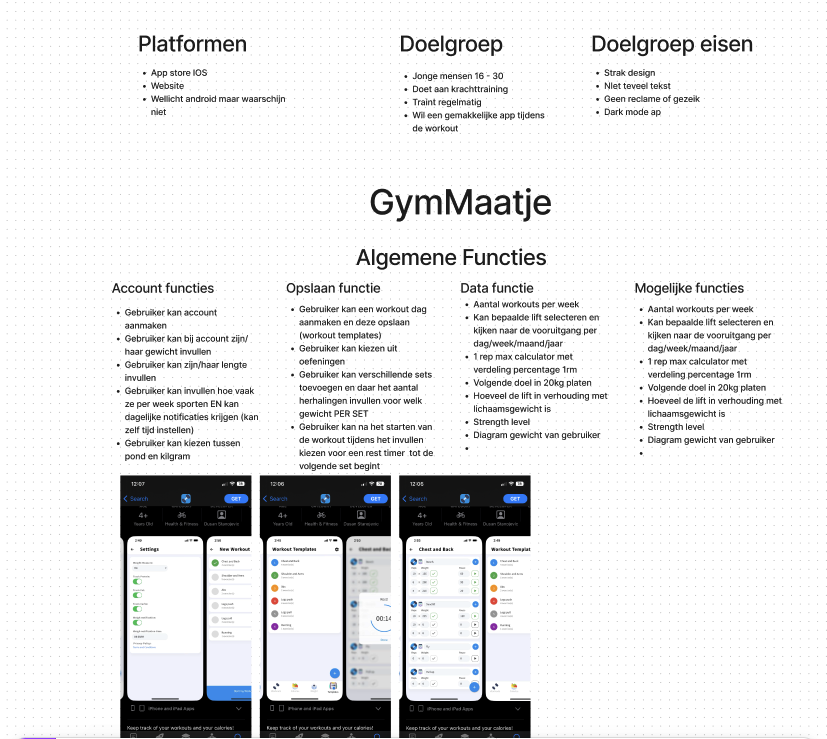 Platformen
App store IOS
Website
Wellicht android maar waarschijn
niet
Doelgroep
Jonge mensen 16 - 30
Doet aan krachttraining
Traint regelmatig
Wil een gemakkelijke app tijdens
de workout
Doelgroep eisen
Strak design
NIet teveel tekst
Geen reclame of gezeik
Dark mode ap
GymMaatje
Algemene Functies
Account functies
Gebruiker kan account
aanmaken
Gebruiker kan bij account zijn/
haar gewicht invullen
Gebruiker kan zijn/haar lengte
invullen
Gebruiker kan invullen hoe vaak
ze per week sporten EN kan
dagelijke notificaties krijgen (kan
zelf tijd instellen)
Gebruiker kan kiezen tussen
pond en kilgram
Opslaan functie
Gebruiker kan een workout dag
aanmaken en deze opslaan
(workout templates)
Gebruiker kan kiezen uit
oefeningen
Gebruiker kan verschillende sets
toevoegen en daar het aantal
herhalingen invullen voor welk
gewicht PER SET
Gebruiker kan na het starten van
de workout tijdens het invullen
kiezen voor een rest timer tot de
volgende set begint
Data functie
Aantal workouts per week
Kan bepaalde lift selecteren en
kijken naar de vooruitgang per
dag/week/maand/jaar
1 rep max calculator met
verdeling percentage 1rm
Volgende doel in 20kg platen
Hoeveel de lift in verhouding met
lichaamsgewicht is
Strength level
Diagram gewicht van gebruiker
Mogelijke functies
Aantal workouts per week
Kan bepaalde lift selecteren en
kijken naar de vooruitgang per
dag/week/maand/jaar
1 rep max calculator met
verdeling percentage 1rm
Volgende doel in 20kg platen
Hoeveel de lift in verhouding met
lichaamsgewicht is
Strength level
Diagram gewicht van gebruiker
12:07
Search
GET
4+
Years Old
Health & Fitness
Settings
New Workout
iPhone and iPad Apps
Keep track of your workouts and your calories!
12:06
Search
GET
4+
Years Old
Health & Fitness
Workout Templates
Chest and Back
Rest
00:14
iPhone and iPad Apps
Keep track of your workouts and your calories!
12:05
Search
GET
4+
Years Old
Health & Fitness
Chest and Back
Workout Templat
iPhone and iPad Apps
Keep track of your workouts and your calories!